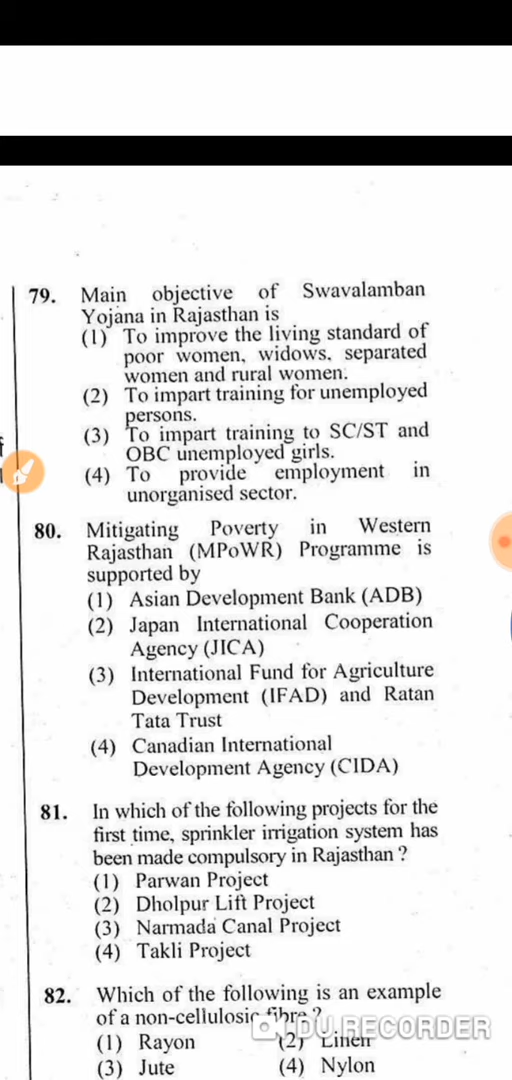 79. Main objective of Swavalamban
Yojana in Rajasthan is
(1) To improve the living standard of
poor women, widows, separated
women and rural women.
(2) To impart training for unemployed
persons.
(3) To impart training to SC/ST and
OBC unemployed girls.
(4) To provide employment in
unorganised sector.
80. Mitigating Poverty in Western
Rajasthan (MPoWR) Programme is
supported by
(1) Asian Development Bank (ADB)
(2) Japan International Cooperation
Agency (JICA)
(3) International Fund for Agriculture
Development (IFAD) and Ratan
Tata Trust
(4) Canadian International
Development Agency (CIDA)
81. In which of the following projects for the
first time, sprinkler irrigation system has
been made compulsory in Rajasthan ?
(1) Parwan Project
(2) Dholpur Lift Project
(3) Narmada Canal Project
(4) Takli Project
82. Which of the following is an example
of a non-cellulosic fibre ?
(1) Rayon (2) Linen
(3) Jute (4) Nylon
DU RECORDER